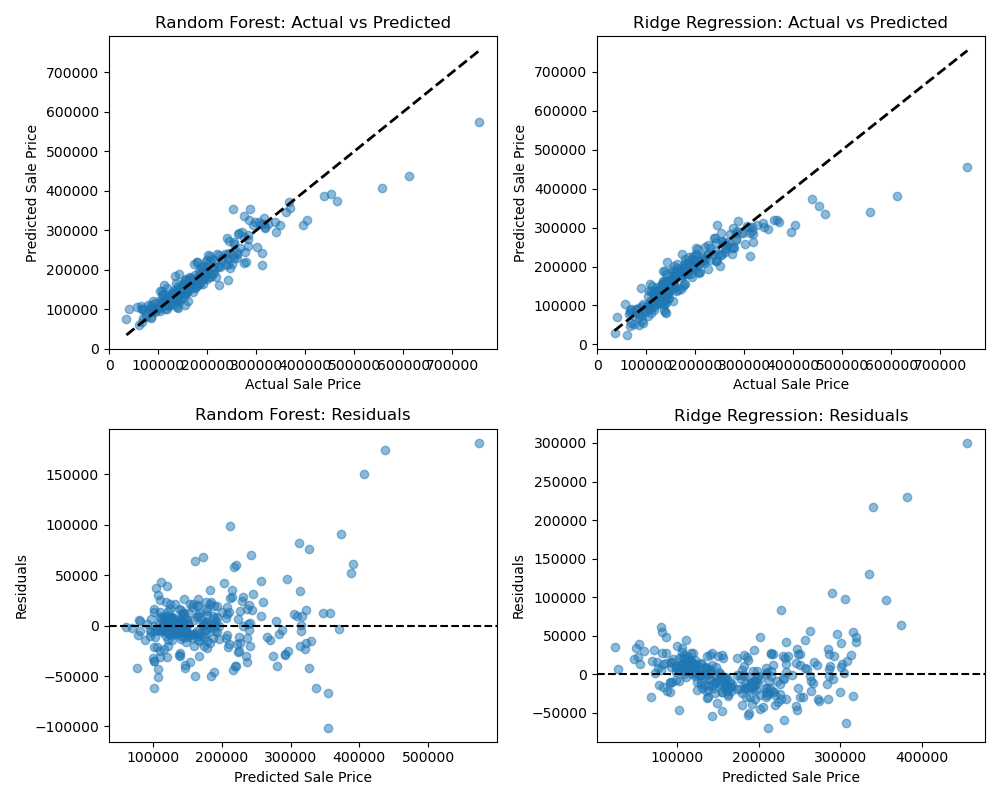 Random Forest: Actual vs Predicted
Predicted Sale Price
700000
600000
500000
400000
300000
200000
100000
0
0 100000 200000 300000 400000 500000 600000 700000
Actual Sale Price
Ridge Regression: Actual vs Predicted
Predicted Sale Price
700000
600000
500000
400000
300000
200000
100000
0
0 100000 200000 300000 400000 500000 600000 700000
Actual Sale Price
Random Forest: Residuals
Residuals
150000
100000
50000
0
−50000
−100000
100000 200000 300000 400000 500000
Predicted Sale Price
Ridge Regression: Residuals
Residuals
300000
250000
200000
150000
100000
50000
0
−50000
100000 200000 300000 400000
Predicted Sale Price